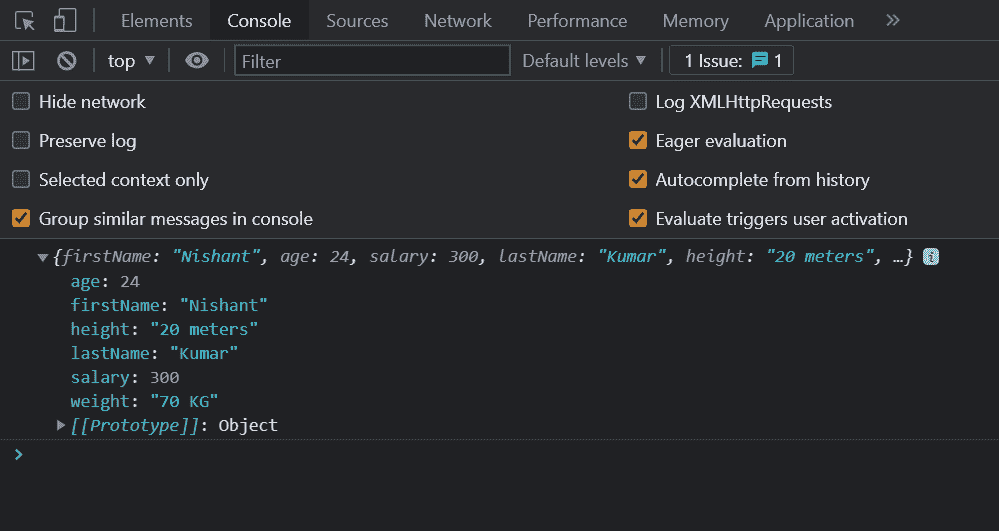 Elements Console Sources Network Performance Memory Application »
top ▼ Filter Default levels ▼ 1 Issue: 1
Hide network Log XMLHttpRequests
Preserve log Eager evaluation
Selected context only Autocomplete from history
Group similar messages in console Evaluate triggers user activation
▼{firstName: "Nishant", age: 24, salary: 300, lastName: "Kumar", height: "20 meters", …} i
age: 24
firstName: "Nishant"
height: "20 meters"
lastName: "Kumar"
salary: 300
weight: "70 KG"
▶[[Prototype]]: Object
>